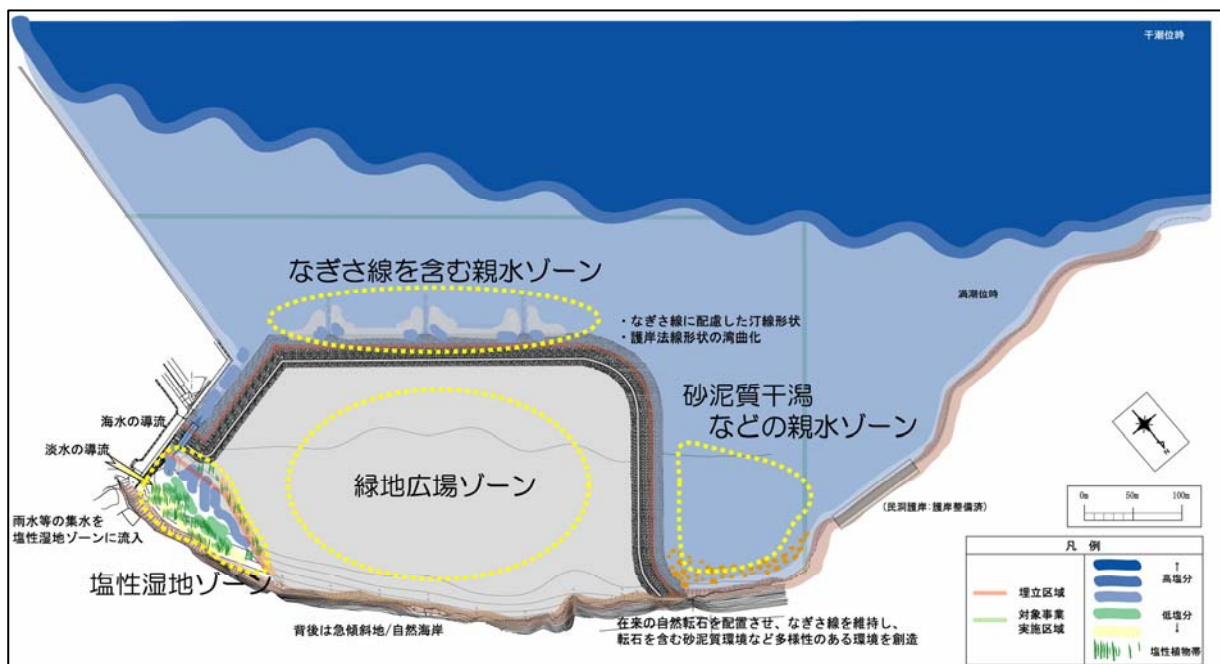 干潮位時
なぎさ線を含む親水ゾーン
満潮位時
・なぎさ線に配慮した汀線形状
・護岸法線形状の湾曲化
砂泥質干潟
などの親水ゾーン
海水の導流
淡水の導流
緑地広場ゾーン
(民洞護岸:護岸整備済)
N
0m 50m 100m
雨水等の集水を
塩性湿地ゾーンに流入
塩性湿地ゾーン
背後は急傾斜地/自然海岸
在来の自然転石を配置させ、なぎさ線を維持し、
転石を含む砂泥質環境など多様性のある環境を創造
凡 例
埋立区域
対象事業
実施区域
↑
高塩分
低塩分
↓
塩性植物帯